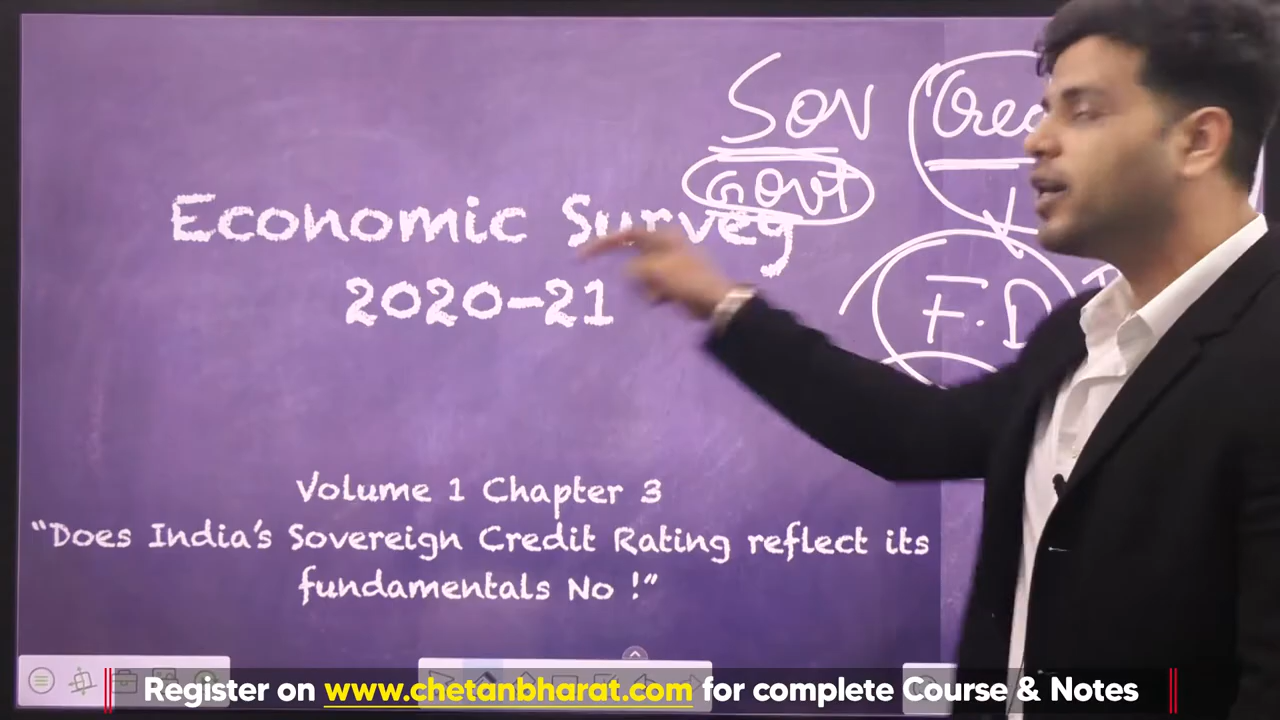 Sov
Govt
F.D
Economic Survey
2020-21
Volume 1 Chapter 3
"Does India's Sovereign Credit Rating reflect its
fundamentals No !"
Register on www.chetanbharat.com for complete Course & Notes